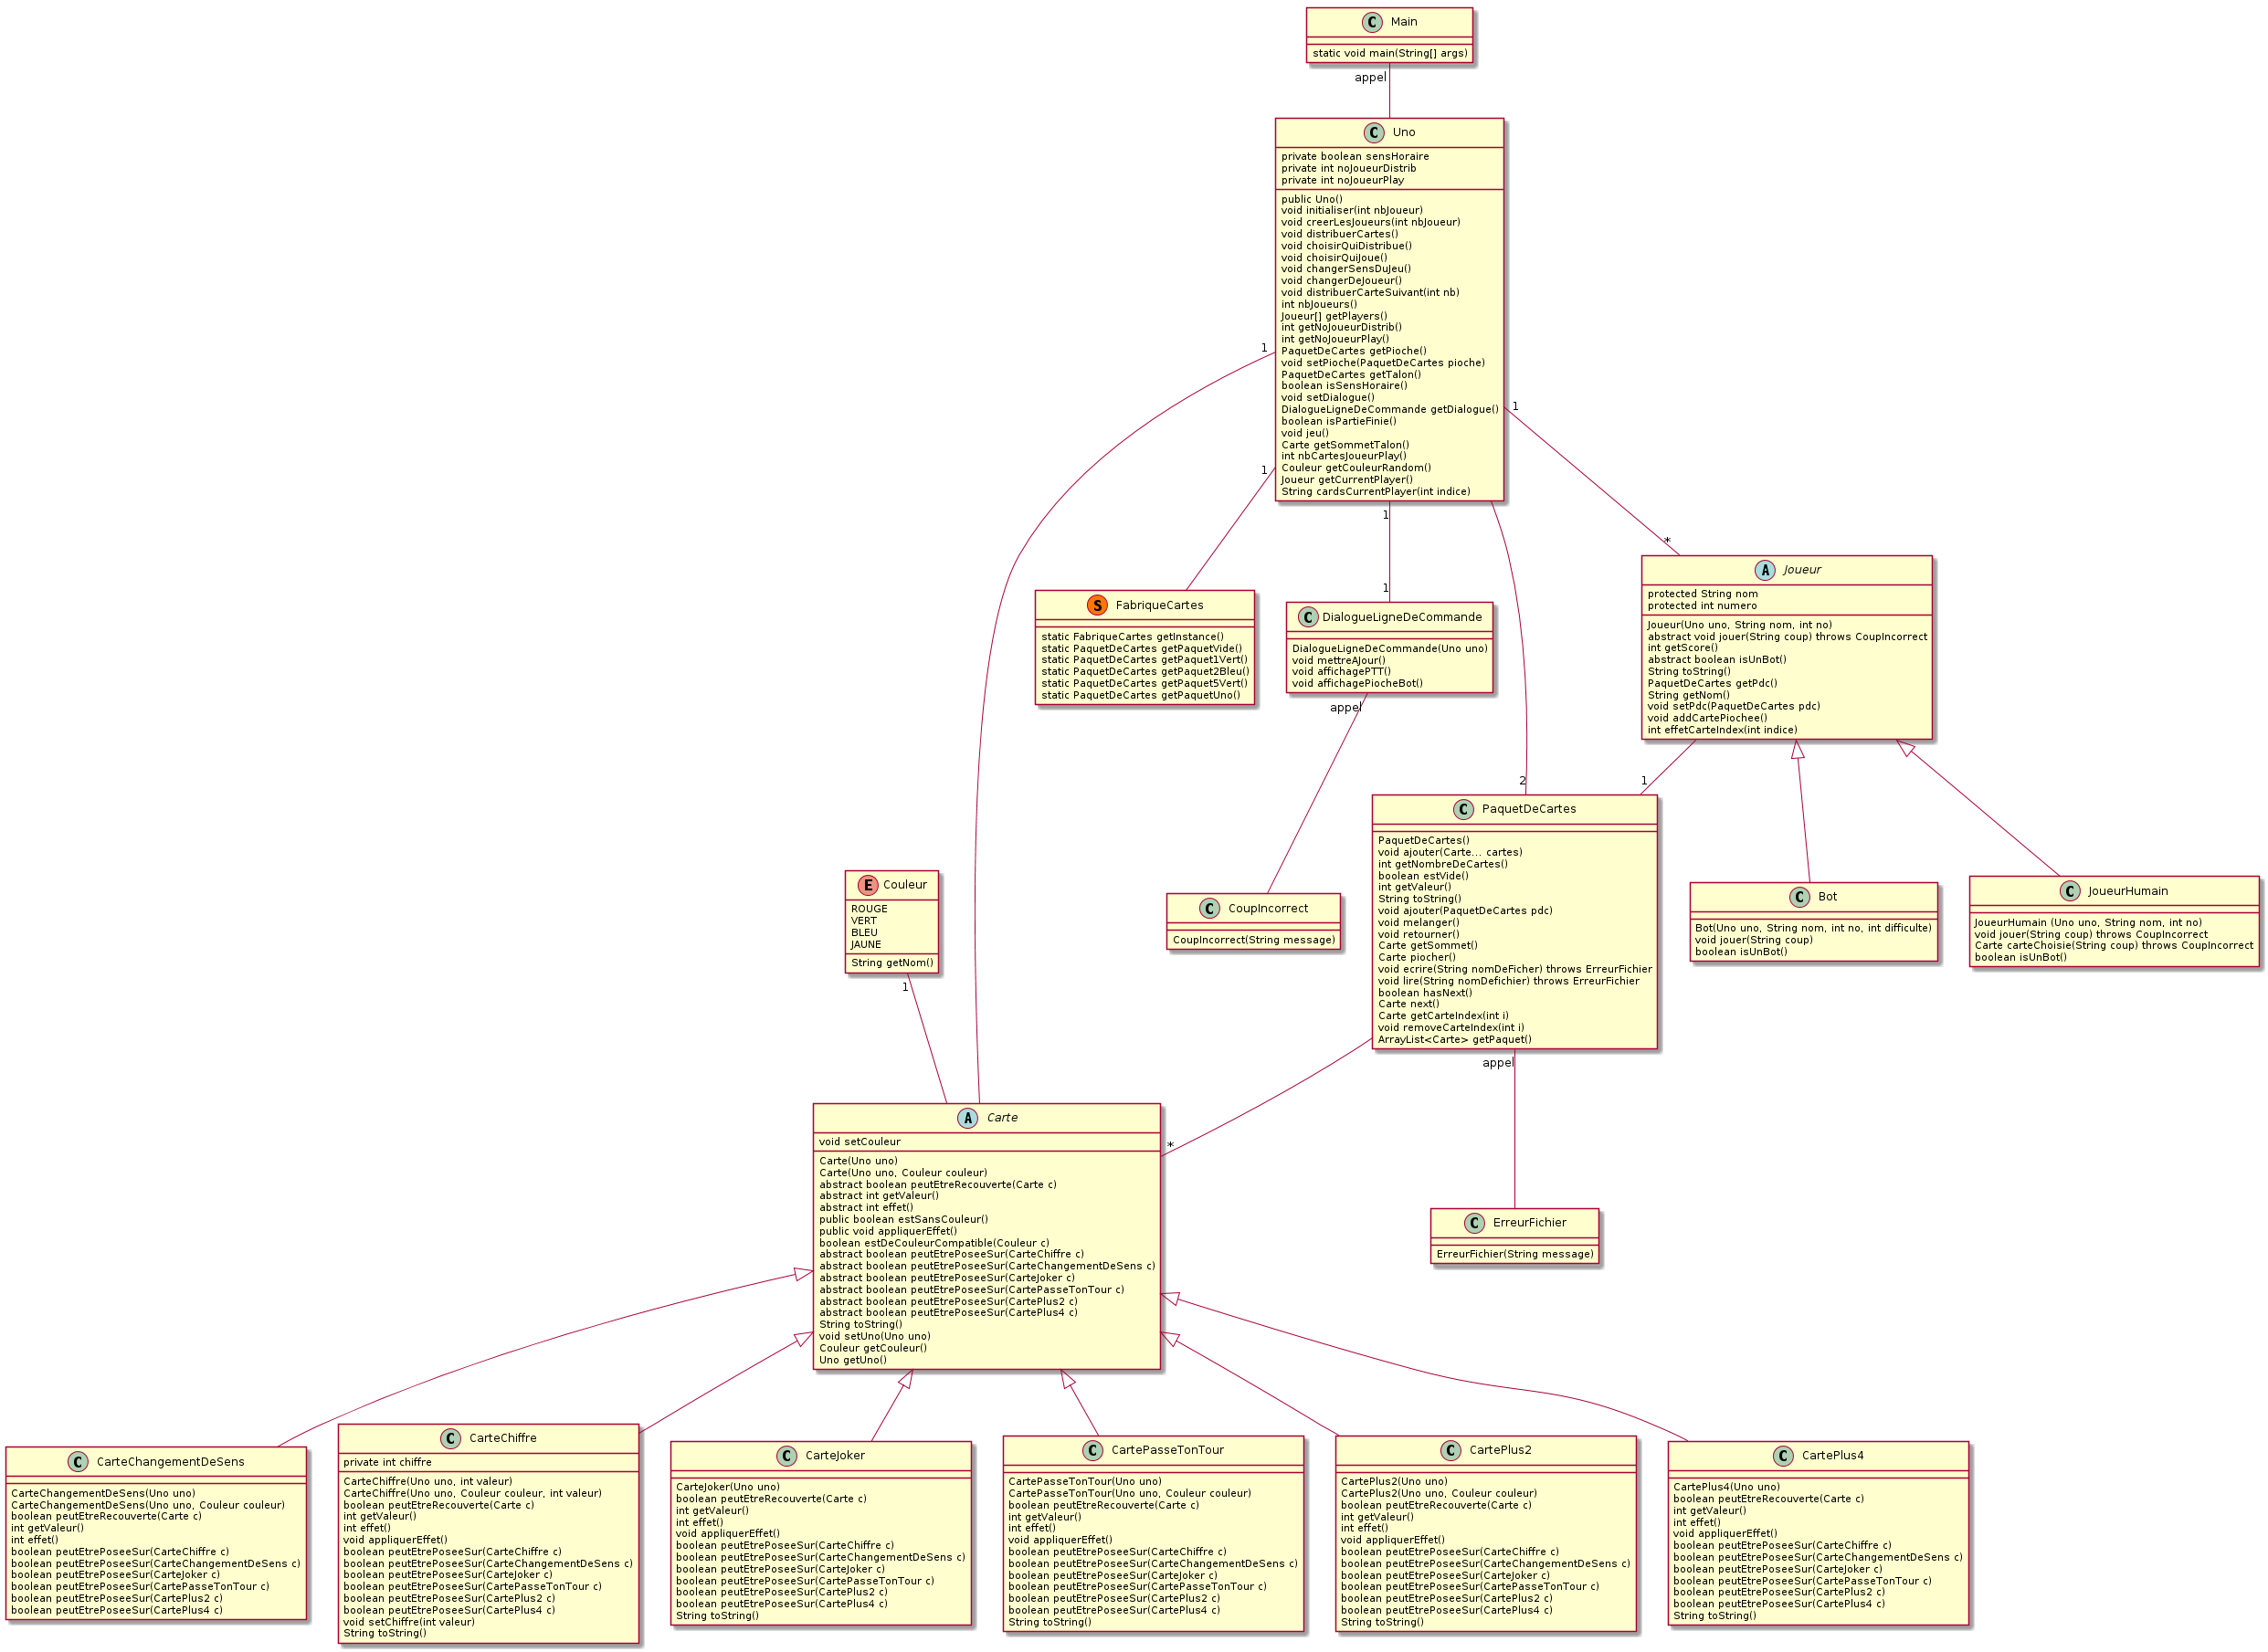 C Main
static void main(String[] args)
appel
C Uno
private boolean sensHoraire
private int noJoueurDistrib
private int noJoueurPlay
public Uno()
void initialiser(int nbJoueur)
void creerLesJoueurs(int nbJoueur)
void distribuerCartes()
void choisirQuiDistribue()
void choisirQuiJoue()
void changerSensDuJeu()
void changerDeJoueur()
void distribuerCarteSuivant(int nb)
int nbJoueurs()
Joueur[] getPlayers()
int getNoJoueurDistrib()
int getNoJoueurPlay()
PaquetDeCartes getPioche()
void setPioche(PaquetDeCartes pioche)
PaquetDeCartes getTalon()
boolean isSensHoraire()
void setDialogue()
DialogueLigneDeCommande getDialogue()
boolean isPartieFinie()
void jeu()
Carte getSommetTalon()
int nbCartesJoueurPlay()
Couleur getCouleurRandom()
Joueur getCurrentPlayer()
String cardsCurrentPlayer(int indice)
1
1
1
1
1
*
2
S FabriqueCartes
static FabriqueCartes getInstance()
static PaquetDeCartes getPaquetVide()
static PaquetDeCartes getPaquet1Vert()
static PaquetDeCartes getPaquet2Bleu()
static PaquetDeCartes getPaquet5Vert()
static PaquetDeCartes getPaquetUno()
C DialogueLigneDeCommande
DialogueLigneDeCommande(Uno uno)
void mettreAJour()
void affichagePTT()
void affichagePiocheBot()
appel
A Joueur
protected String nom
protected int numero
Joueur(Uno uno, String nom, int no)
abstract void jouer(String coup) throws CoupIncorrect
int getScore()
abstract boolean isUnBot()
String toString()
PaquetDeCartes getPdc()
String getNom()
void setPdc(PaquetDeCartes pdc)
void addCartePiochee()
int effetCarteIndex(int indice)
1
C PaquetDeCartes
PaquetDeCartes()
void ajouter(Carte... cartes)
int getNombreDeCartes()
boolean estVide()
int getValeur()
String toString()
void ajouter(PaquetDeCartes pdc)
void melanger()
void retourner()
Carte getSommet()
Carte piocher()
void ecrire(String nomDeFicher) throws ErreurFichier
void lire(String nomDefichier) throws ErreurFichier
boolean hasNext()
Carte next()
Carte getCarteIndex(int i)
void removeCarteIndex(int i)
ArrayList<Carte> getPaquet()
appel
*
E Couleur
ROUGE
VERT
BLEU
JAUNE
String getNom()
1
C CoupIncorrect
CoupIncorrect(String message)
C Bot
Bot(Uno uno, String nom, int no, int difficulte)
void jouer(String coup)
boolean isUnBot()
C JoueurHumain
JoueurHumain (Uno uno, String nom, int no)
void jouer(String coup) throws CoupIncorrect
Carte carteChoisie(String coup) throws CoupIncorrect
boolean isUnBot()
A Carte
void setCouleur
Carte(Uno uno)
Carte(Uno uno, Couleur couleur)
abstract boolean peutEtreRecouverte(Carte c)
abstract int getValeur()
abstract int effet()
public boolean estSansCouleur()
public void appliquerEffet()
boolean estDeCouleurCompatible(Couleur c)
abstract boolean peutEtrePoseeSur(CarteChiffre c)
abstract boolean peutEtrePoseeSur(CarteChangementDeSens c)
abstract boolean peutEtrePoseeSur(CarteJoker c)
abstract boolean peutEtrePoseeSur(CartePasseTonTour c)
abstract boolean peutEtrePoseeSur(CartePlus2 c)
abstract boolean peutEtrePoseeSur(CartePlus4 c)
String toString()
void setUno(Uno uno)
Couleur getCouleur()
Uno getUno()
C ErreurFichier
ErreurFichier(String message)
C CarteChangementDeSens
CarteChangementDeSens(Uno uno)
CarteChangementDeSens(Uno uno, Couleur couleur)
boolean peutEtreRecouverte(Carte c)
int getValeur()
int effet()
boolean peutEtrePoseeSur(CarteChiffre c)
boolean peutEtrePoseeSur(CarteChangementDeSens c)
boolean peutEtrePoseeSur(CarteJoker c)
boolean peutEtrePoseeSur(CartePasseTonTour c)
boolean peutEtrePoseeSur(CartePlus2 c)
boolean peutEtrePoseeSur(CartePlus4 c)
C CarteChiffre
private int chiffre
CarteChiffre(Uno uno, int valeur)
CarteChiffre(Uno uno, Couleur couleur, int valeur)
boolean peutEtreRecouverte(Carte c)
int getValeur()
int effet()
void appliquerEffet()
boolean peutEtrePoseeSur(CarteChiffre c)
boolean peutEtrePoseeSur(CarteChangementDeSens c)
boolean peutEtrePoseeSur(CarteJoker c)
boolean peutEtrePoseeSur(CartePasseTonTour c)
boolean peutEtrePoseeSur(CartePlus2 c)
boolean peutEtrePoseeSur(CartePlus4 c)
void setChiffre(int valeur)
String toString()
C CarteJoker
CarteJoker(Uno uno)
boolean peutEtreRecouverte(Carte c)
int getValeur()
int effet()
void appliquerEffet()
boolean peutEtrePoseeSur(CarteChiffre c)
boolean peutEtrePoseeSur(CarteChangementDeSens c)
boolean peutEtrePoseeSur(CarteJoker c)
boolean peutEtrePoseeSur(CartePasseTonTour c)
boolean peutEtrePoseeSur(CartePlus2 c)
boolean peutEtrePoseeSur(CartePlus4 c)
String toString()
C CartePasseTonTour
CartePasseTonTour(Uno uno)
CartePasseTonTour(Uno uno, Couleur couleur)
boolean peutEtreRecouverte(Carte c)
int getValeur()
int effet()
void appliquerEffet()
boolean peutEtrePoseeSur(CarteChiffre c)
boolean peutEtrePoseeSur(CarteChangementDeSens c)
boolean peutEtrePoseeSur(CarteJoker c)
boolean peutEtrePoseeSur(CartePasseTonTour c)
boolean peutEtrePoseeSur(CartePlus2 c)
boolean peutEtrePoseeSur(CartePlus4 c)
String toString()
C CartePlus2
CartePlus2(Uno uno)
CartePlus2(Uno uno, Couleur couleur)
boolean peutEtreRecouverte(Carte c)
int getValeur()
int effet()
void appliquerEffet()
boolean peutEtrePoseeSur(CarteChiffre c)
boolean peutEtrePoseeSur(CarteChangementDeSens c)
boolean peutEtrePoseeSur(CarteJoker c)
boolean peutEtrePoseeSur(CartePasseTonTour c)
boolean peutEtrePoseeSur(CartePlus2 c)
boolean peutEtrePoseeSur(CartePlus4 c)
String toString()
C CartePlus4
CartePlus4(Uno uno)
boolean peutEtreRecouverte(Carte c)
int getValeur()
int effet()
void appliquerEffet()
boolean peutEtrePoseeSur(CarteChiffre c)
boolean peutEtrePoseeSur(CarteChangementDeSens c)
boolean peutEtrePoseeSur(CarteJoker c)
boolean peutEtrePoseeSur(CartePasseTonTour c)
boolean peutEtrePoseeSur(CartePlus2 c)
boolean peutEtrePoseeSur(CartePlus4 c)
String toString()